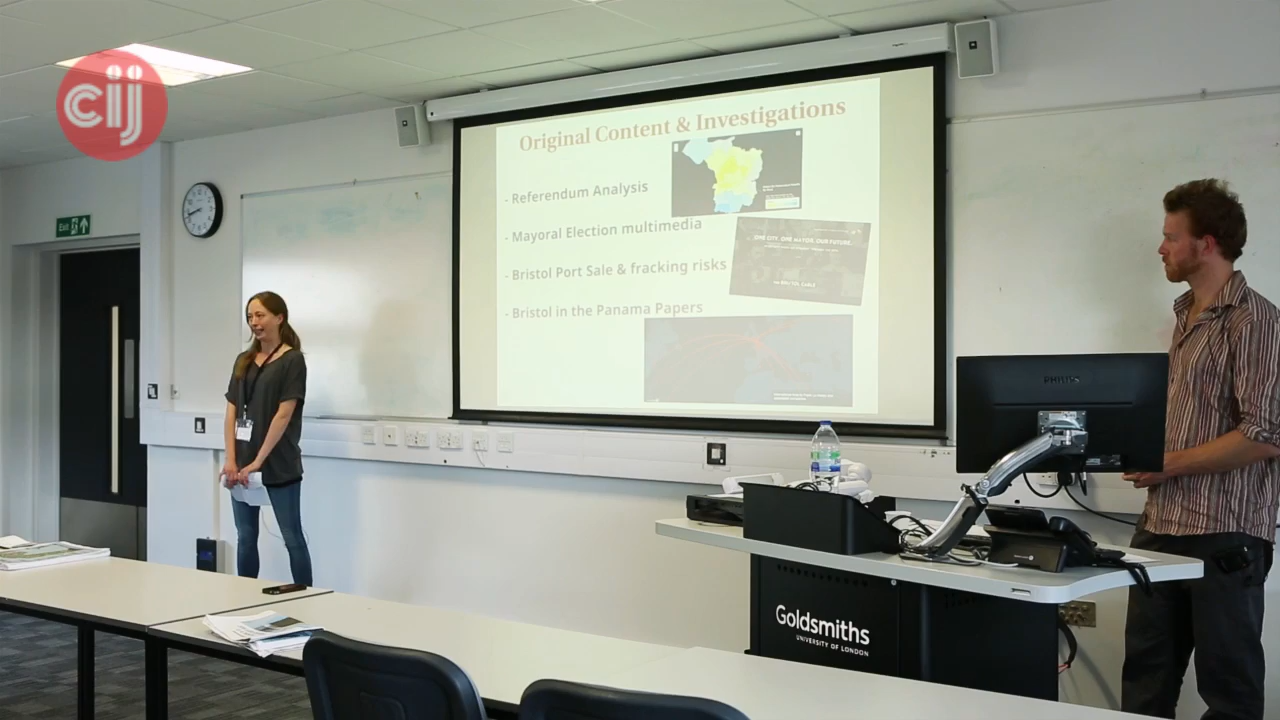 cij
Exit
Original Content & Investigations
- Referendum Analysis
- Mayoral Election multimedia
- Bristol Port Sale & fracking risks
- Bristol in the Panama Papers
ONE CITY. ONE MAYOR. OUR FUTURE.
PHILIPS
Goldsmiths
UNIVERSITY OF LONDON